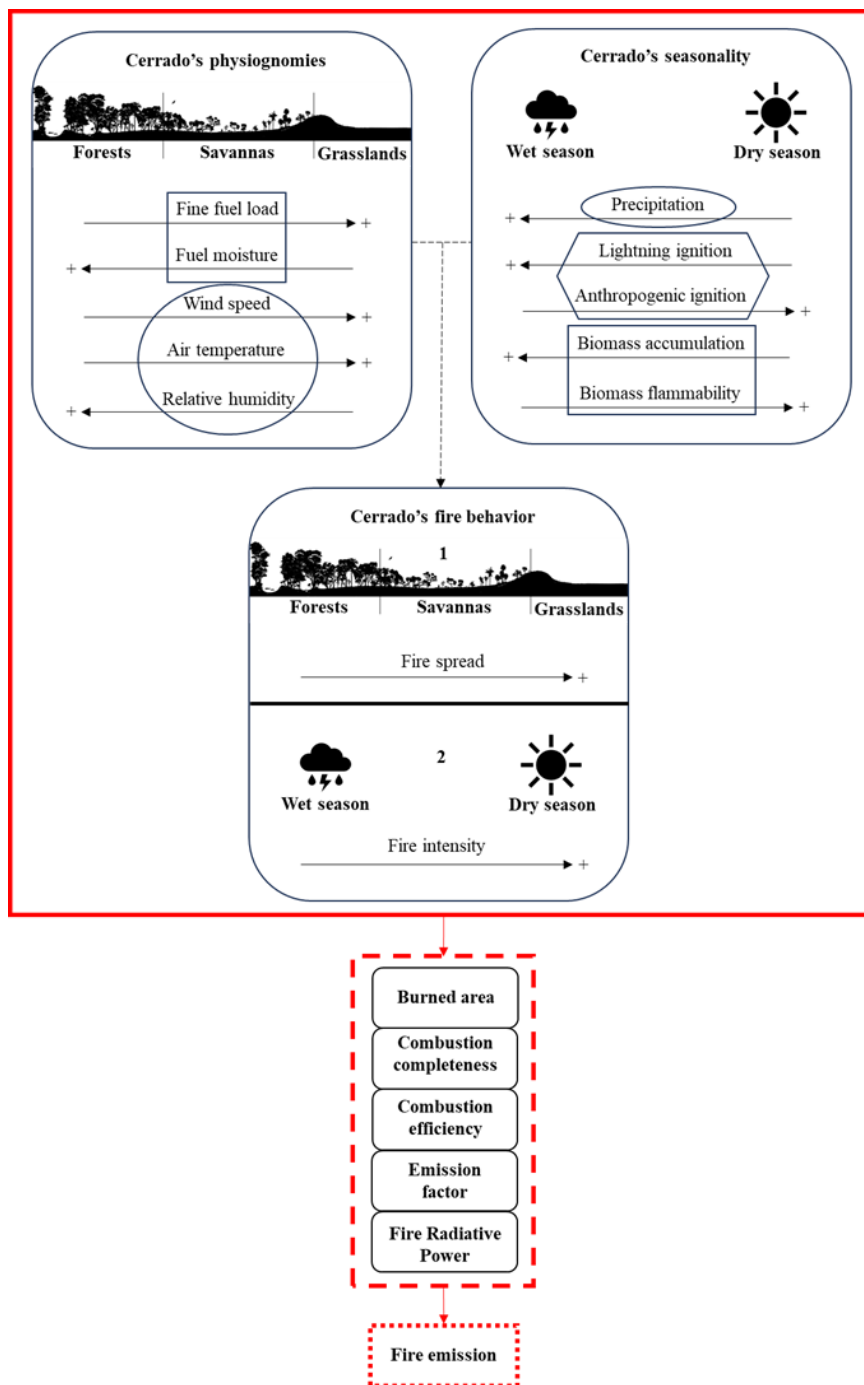 Cerrado’s physiognomies
Forests
Savannas
Grasslands
Fine fuel load
+
Fuel moisture
+
Wind speed
+
Air temperature
+
Relative humidity
+
Cerrado’s seasonality
Wet season
Dry season
Precipitation
+
Lightning ignition
+
Anthropogenic ignition
+
Biomass accumulation
+
Biomass flammability
+
Cerrado’s fire behavior
1
Forests
Savannas
Grasslands
Fire spread
+
2
Wet season
Dry season
Fire intensity
+
Burned area
Combustion
completeness
Combustion
efficiency
Emission
factor
Fire Radiative
Power
Fire emission